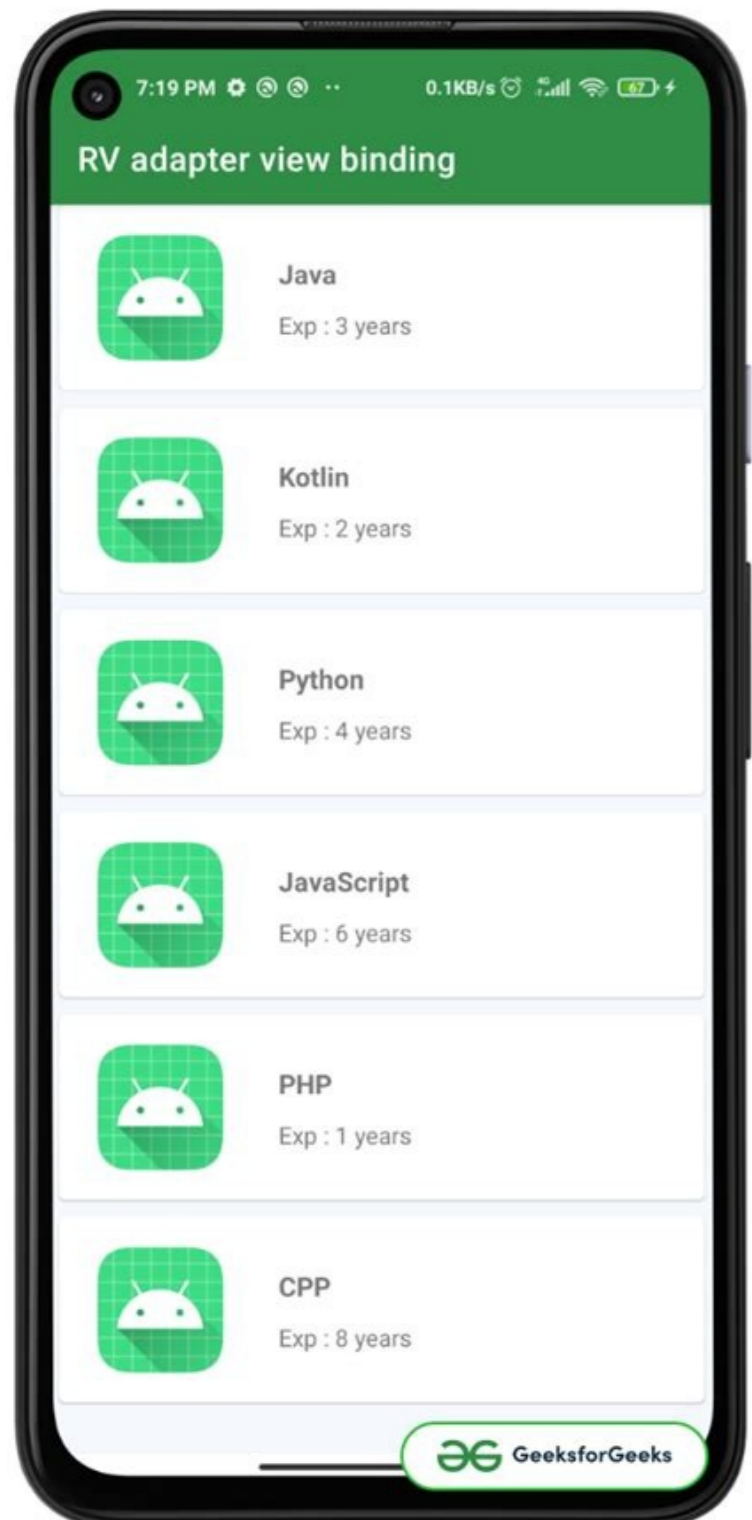 7:19 PM
0.1KB/s
4G
67
RV adapter view binding
Java
Exp : 3 years
Kotlin
Exp : 2 years
Python
Exp : 4 years
JavaScript
Exp : 6 years
PHP
Exp : 1 years
CPP
Exp : 8 years
GeeksforGeeks